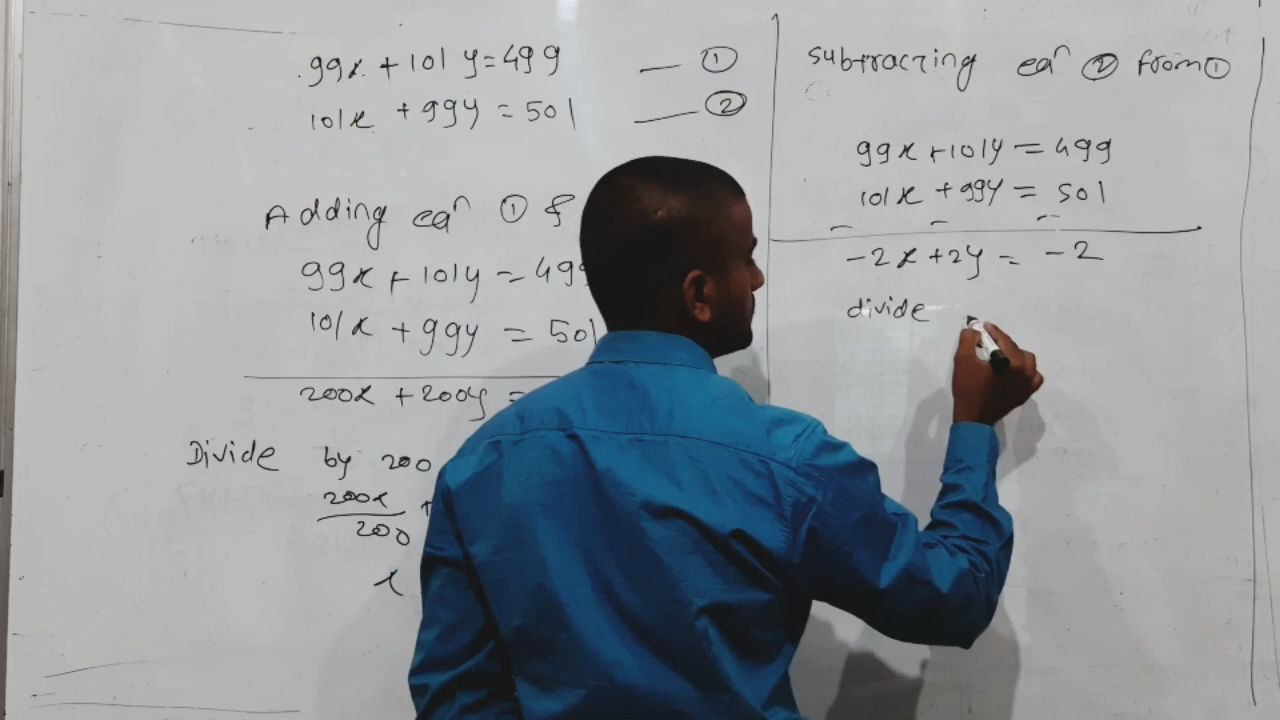 99x + 101y = 499 — ①
101x + 99y = 501 — ②
Adding eqⁿ ① &
99x + 101y = 499
101x + 99y = 501
200x + 200y =
Divide by 200
200x
200
x
subtracting eqⁿ ② from ①
99x + 101y = 499
101x + 99y = 501
- - -
-2x + 2y = -2
divide